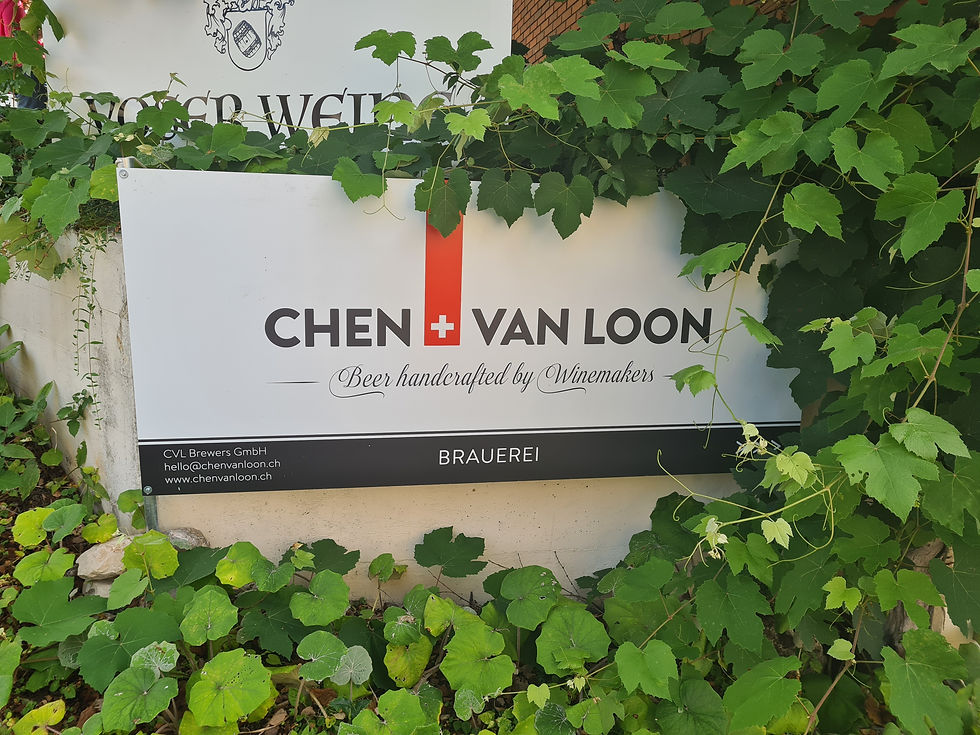 CHEN VAN LOON
Beer handcrafted by Winemakers
CVL Brewers GmbH
hello@chenvanloon.ch
www.chenvanloon.ch
BRAUEREI